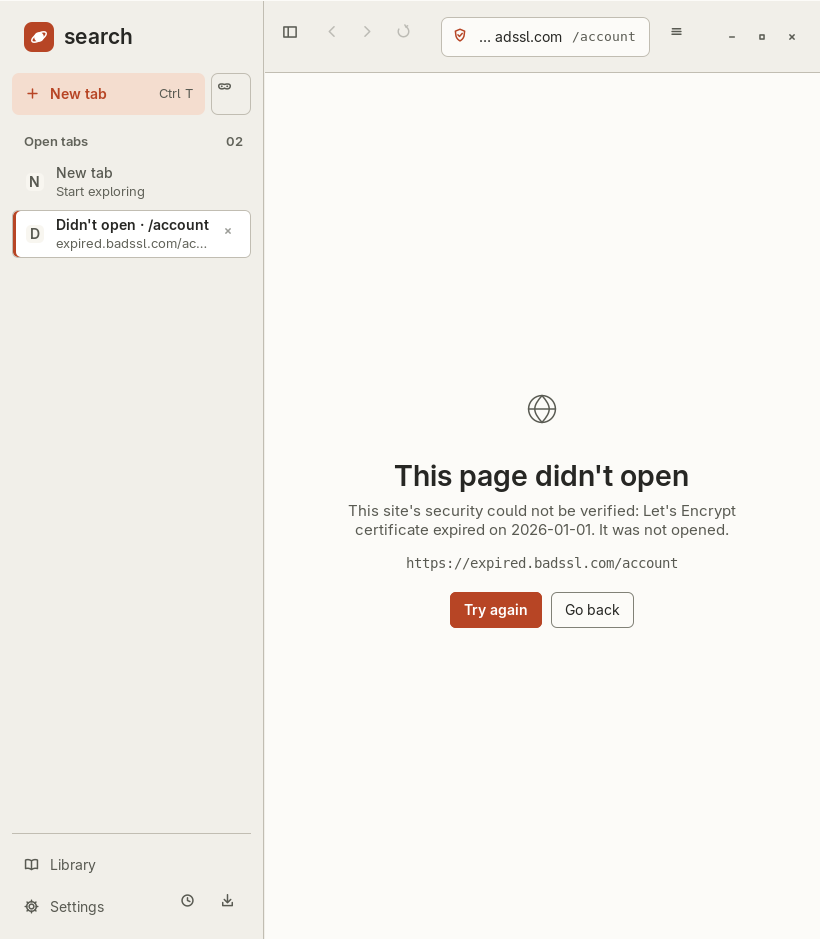 search
New tab Ctrl T
Open tabs 02
N New tab
Start exploring
D Didn't open · /account
expired.badssl.com/ac...
Library
Settings
... adssl.com /account
This page didn't open
This site's security could not be verified: Let's Encrypt
certificate expired on 2026-01-01. It was not opened.
https://expired.badssl.com/account
Try again Go back